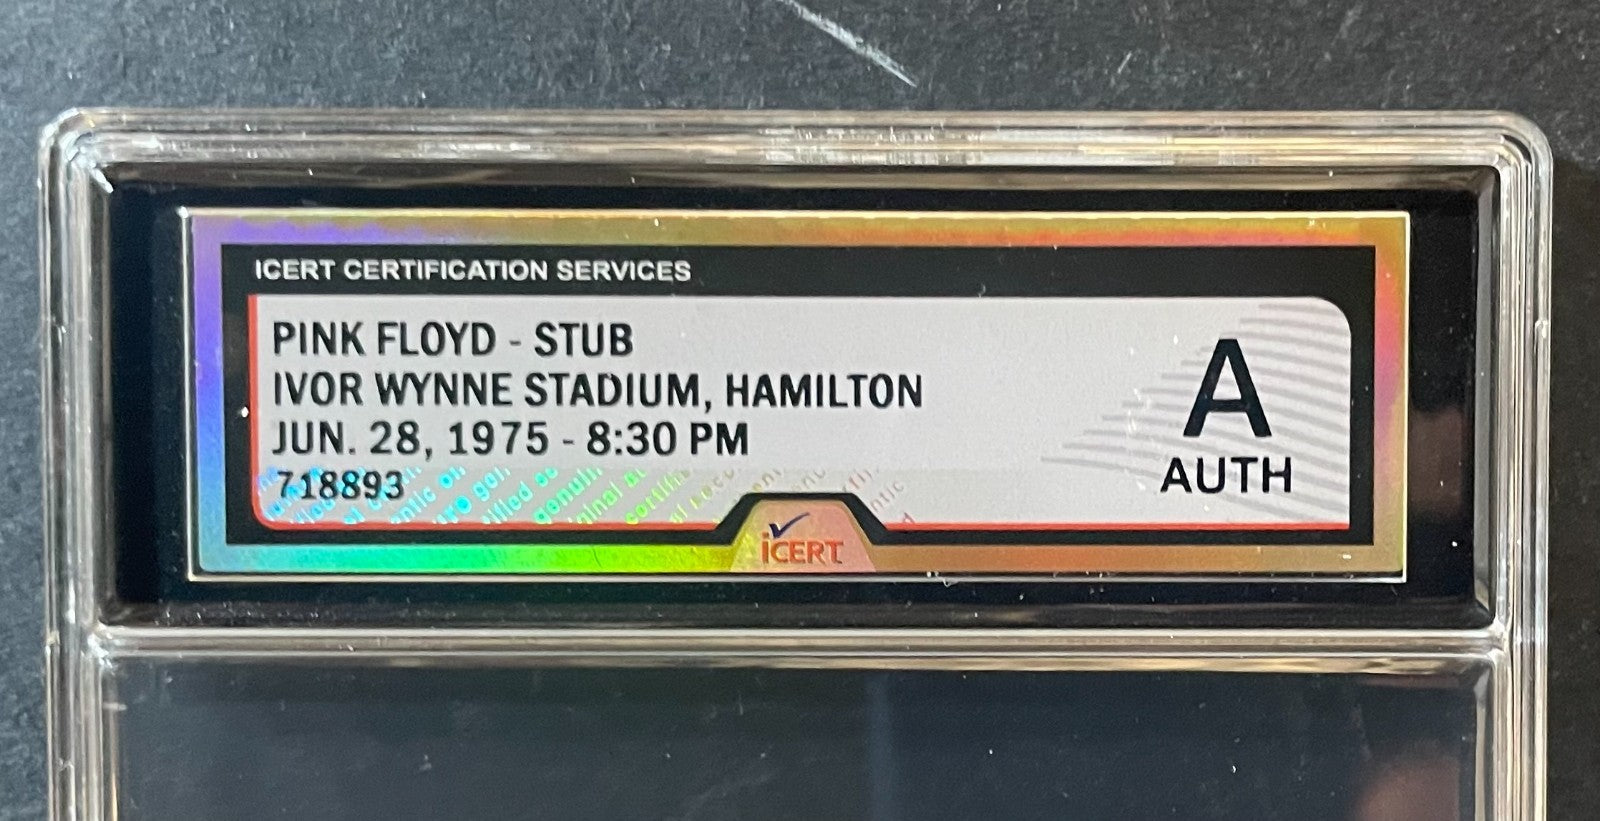 ICERT CERTIFICATION SERVICES
PINK FLOYD - STUB
IVOR WYNNE STADIUM, HAMILTON
JUN. 28, 1975 - 8:30 PM
718893
A
AUTH
iCERT